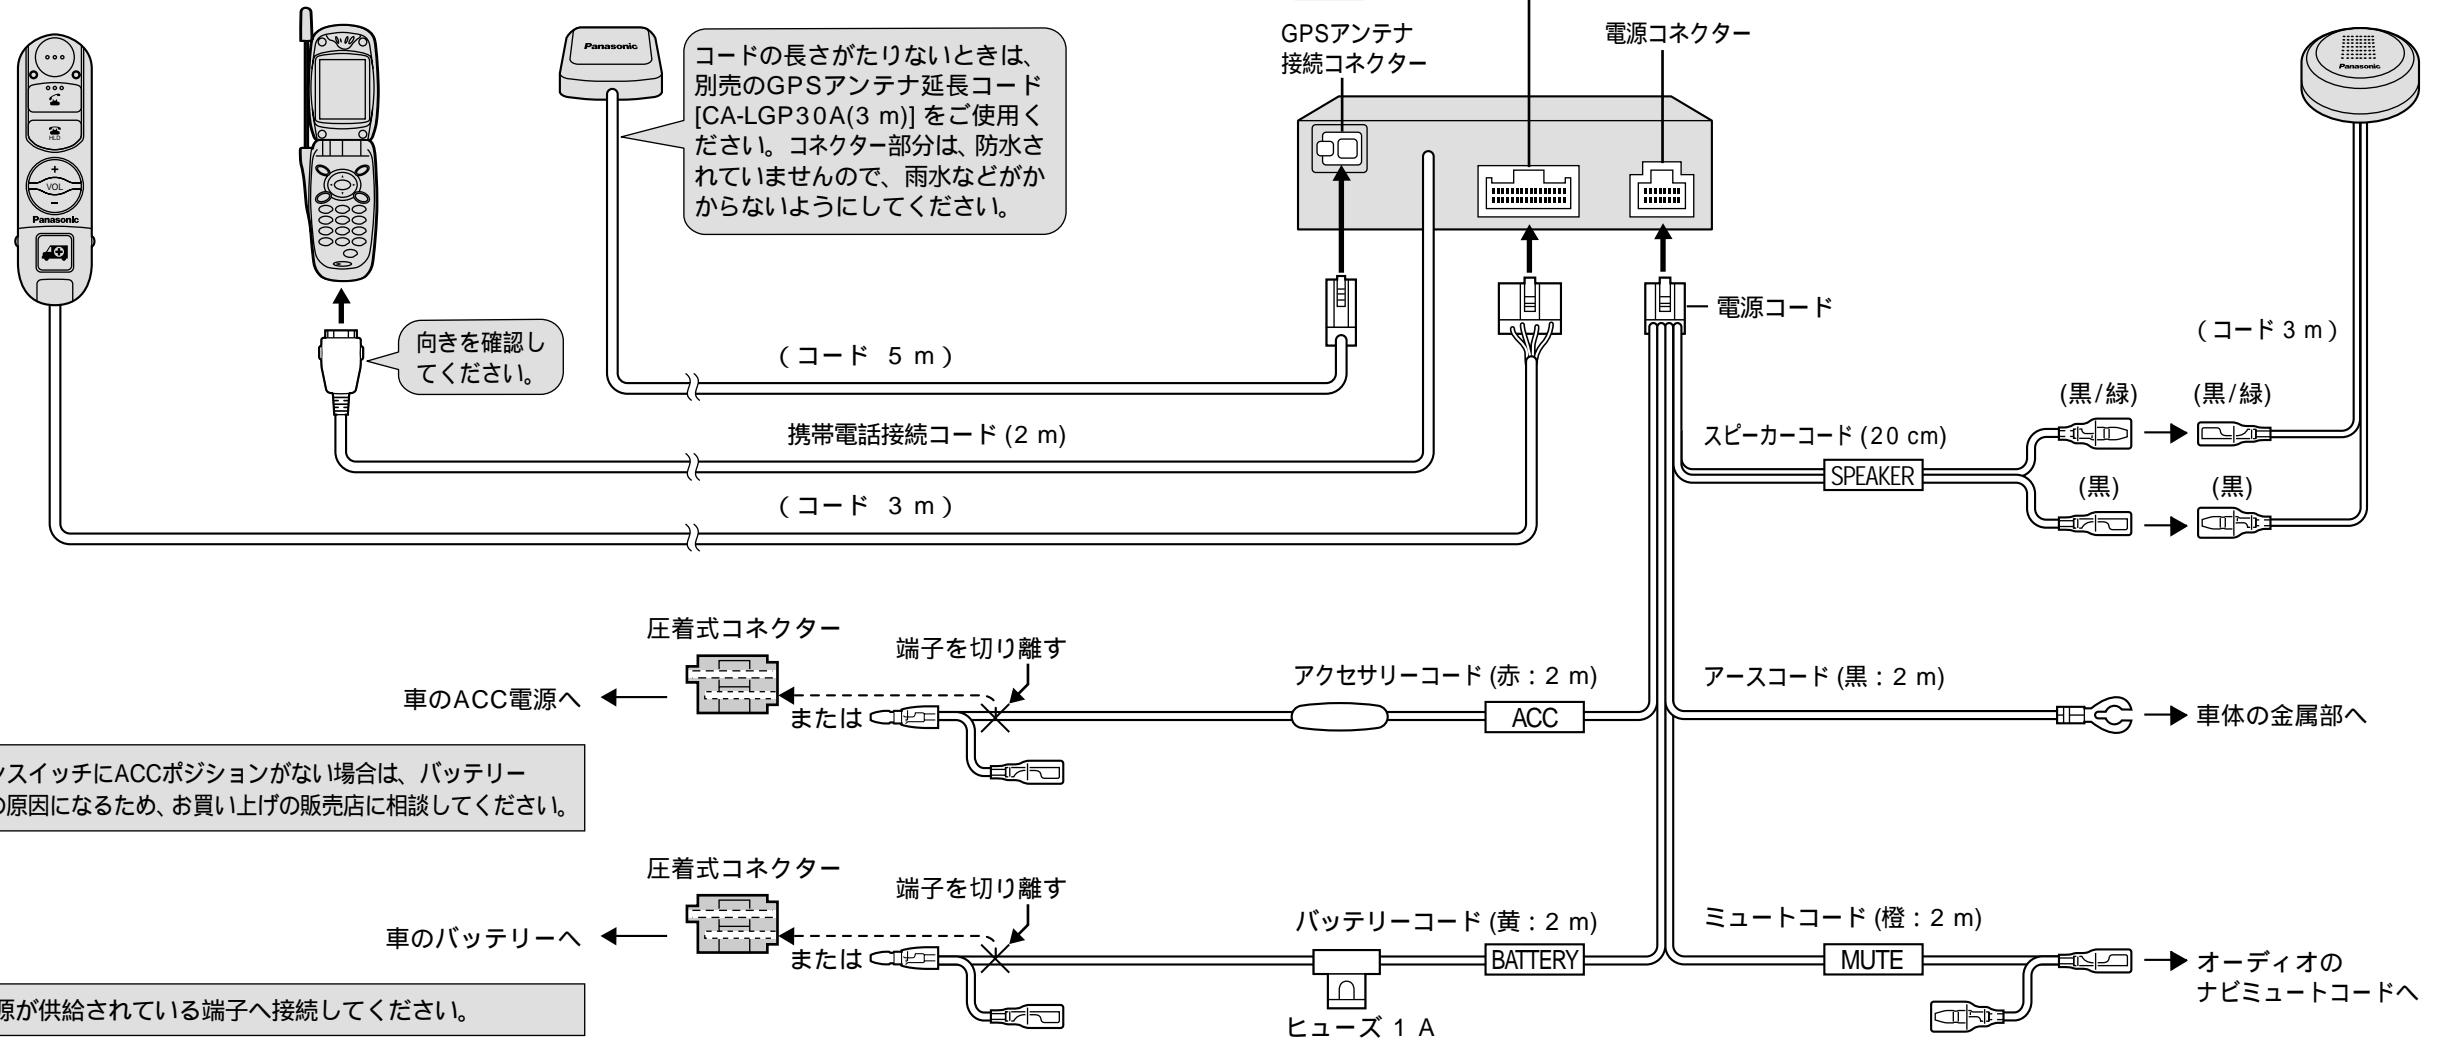 GPSアンテナ
接続コネクター
電源コネクター
Panasonic
コードの長さがたりないときは、
別売のGPSアンテナ延長コード
[CA-LGP30A(3 m)] をご使用く
ださい。コネクター部分は、防水さ
れていませんので、雨水などがか
からないようにしてください。
Panasonic
HLD
+
VOL
-
Panasonic
電源コード
向きを確認し
てください。
(コード 5 m)
(コード 3 m)
携帯電話接続コード (2 m)
(コード 3 m)
スピーカーコード (20 cm)
SPEAKER
(黒/緑)
(黒/緑)
(黒)
(黒)
圧着式コネクター
端子を切り離す
車のACC電源へ
または
アクセサリーコード (赤:2 m)
ACC
アースコード (黒:2 m)
車体の金属部へ
ンスイッチにACCポジションがない場合は、バッテリー
の原因になるため、お買い上げの販売店に相談してください。
圧着式コネクター
端子を切り離す
車のバッテリーへ
または
バッテリーコード (黄:2 m)
BATTERY
ヒューズ 1 A
ミュートコード (橙:2 m)
MUTE
オーディオの
ナビミュートコードへ
源が供給されている端子へ接続してください。